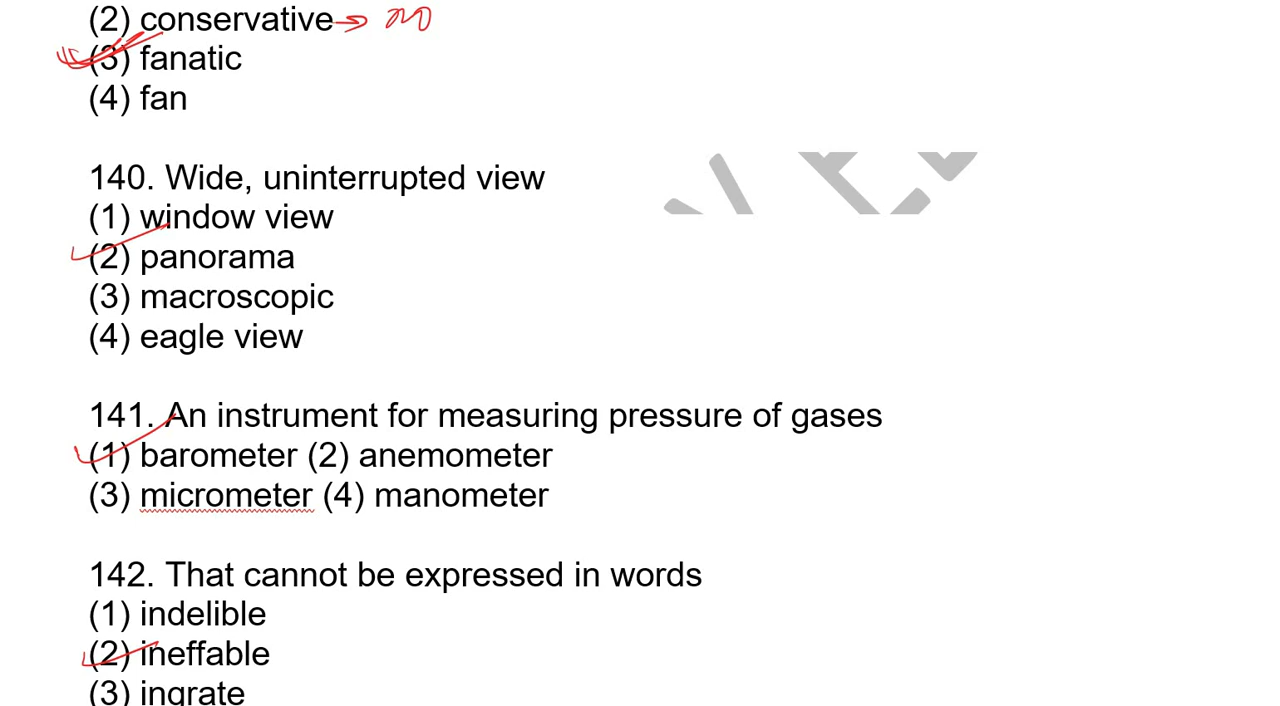 (2) conservative
(3) fanatic
(4) fan
140. Wide, uninterrupted view
(1) window view
(2) panorama
(3) macroscopic
(4) eagle view
141. An instrument for measuring pressure of gases
(1) barometer (2) anemometer
(3) micrometer (4) manometer
142. That cannot be expressed in words
(1) indelible
(2) ineffable
(3) ingrate